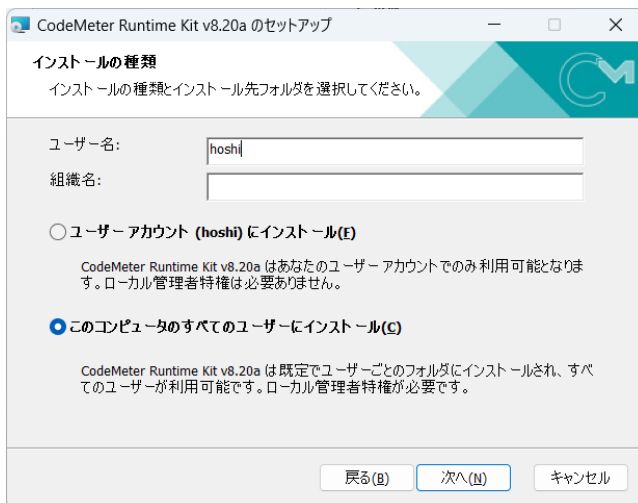 CodeMeter Runtime Kit v8.20a のセットアップ
インストールの種類
インストールの種類とインストール先フォルダを選択してください。
ユーザー名:
hoshi
組織名:
ユーザー アカウント (hoshi) にインストール(F)
CodeMeter Runtime Kit v8.20a はあなたのユーザー アカウントでのみ利用可能となりま
す。ローカル管理者特権は必要ありません。
このコンピュータのすべてのユーザーにインストール(C)
CodeMeter Runtime Kit v8.20a は既定でユーザーごとのフォルダにインストールされ、すべ
てのユーザーが利用可能です。ローカル管理者特権が必要です。
戻る(B) 次へ(N) キャンセル